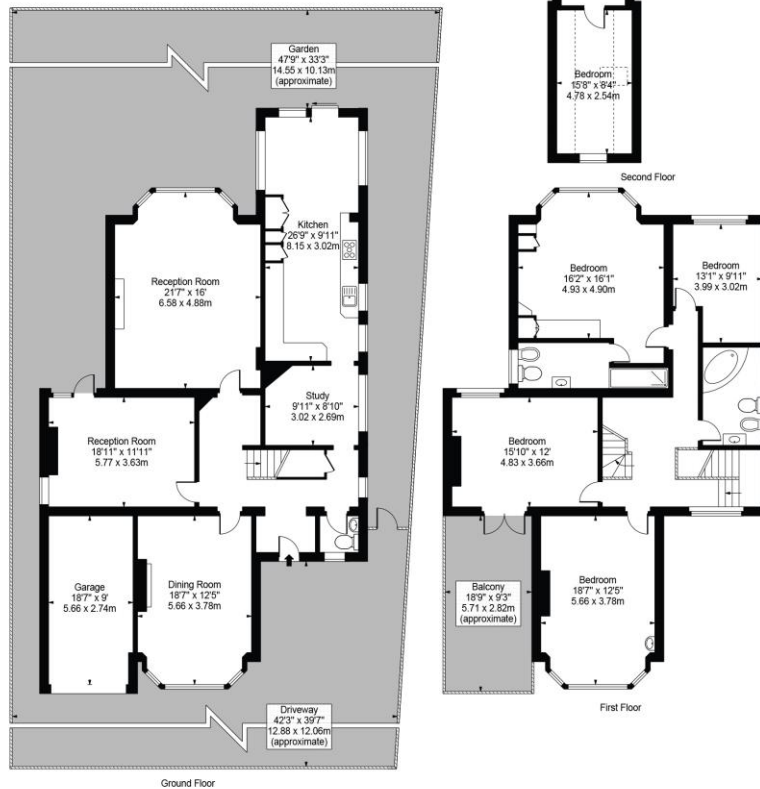 Garden
47'9" x 33'3"
14.55 x 10.13m
(approximate)
Kitchen
26'9" x 9'11"
8.15 x 3.02m
Reception Room
21'7" x 16'
6.58 x 4.88m
Study
9'11" x 8'10"
3.02 x 2.69m
Reception Room
18'11" x 11'11"
5.77 x 3.63m
Garage
18'7" x 9'
5.66 x 2.74m
Dining Room
18'7" x 12'5"
5.66 x 3.78m
Driveway
42'3" x 39'7"
12.88 x 12.06m
(approximate)
Ground Floor
Bedroom
15'8" x 8'4"
4.78 x 2.54m
Second Floor
Bedroom
16'2" x 16'1"
4.93 x 4.90m
Bedroom
13'1" x 9'11"
3.99 x 3.02m
Bedroom
15'10" x 12'
4.83 x 3.66m
Balcony
18'9" x 9'3"
5.71 x 2.82m
(approximate)
Bedroom
18'7" x 12'5"
5.66 x 3.78m
First Floor